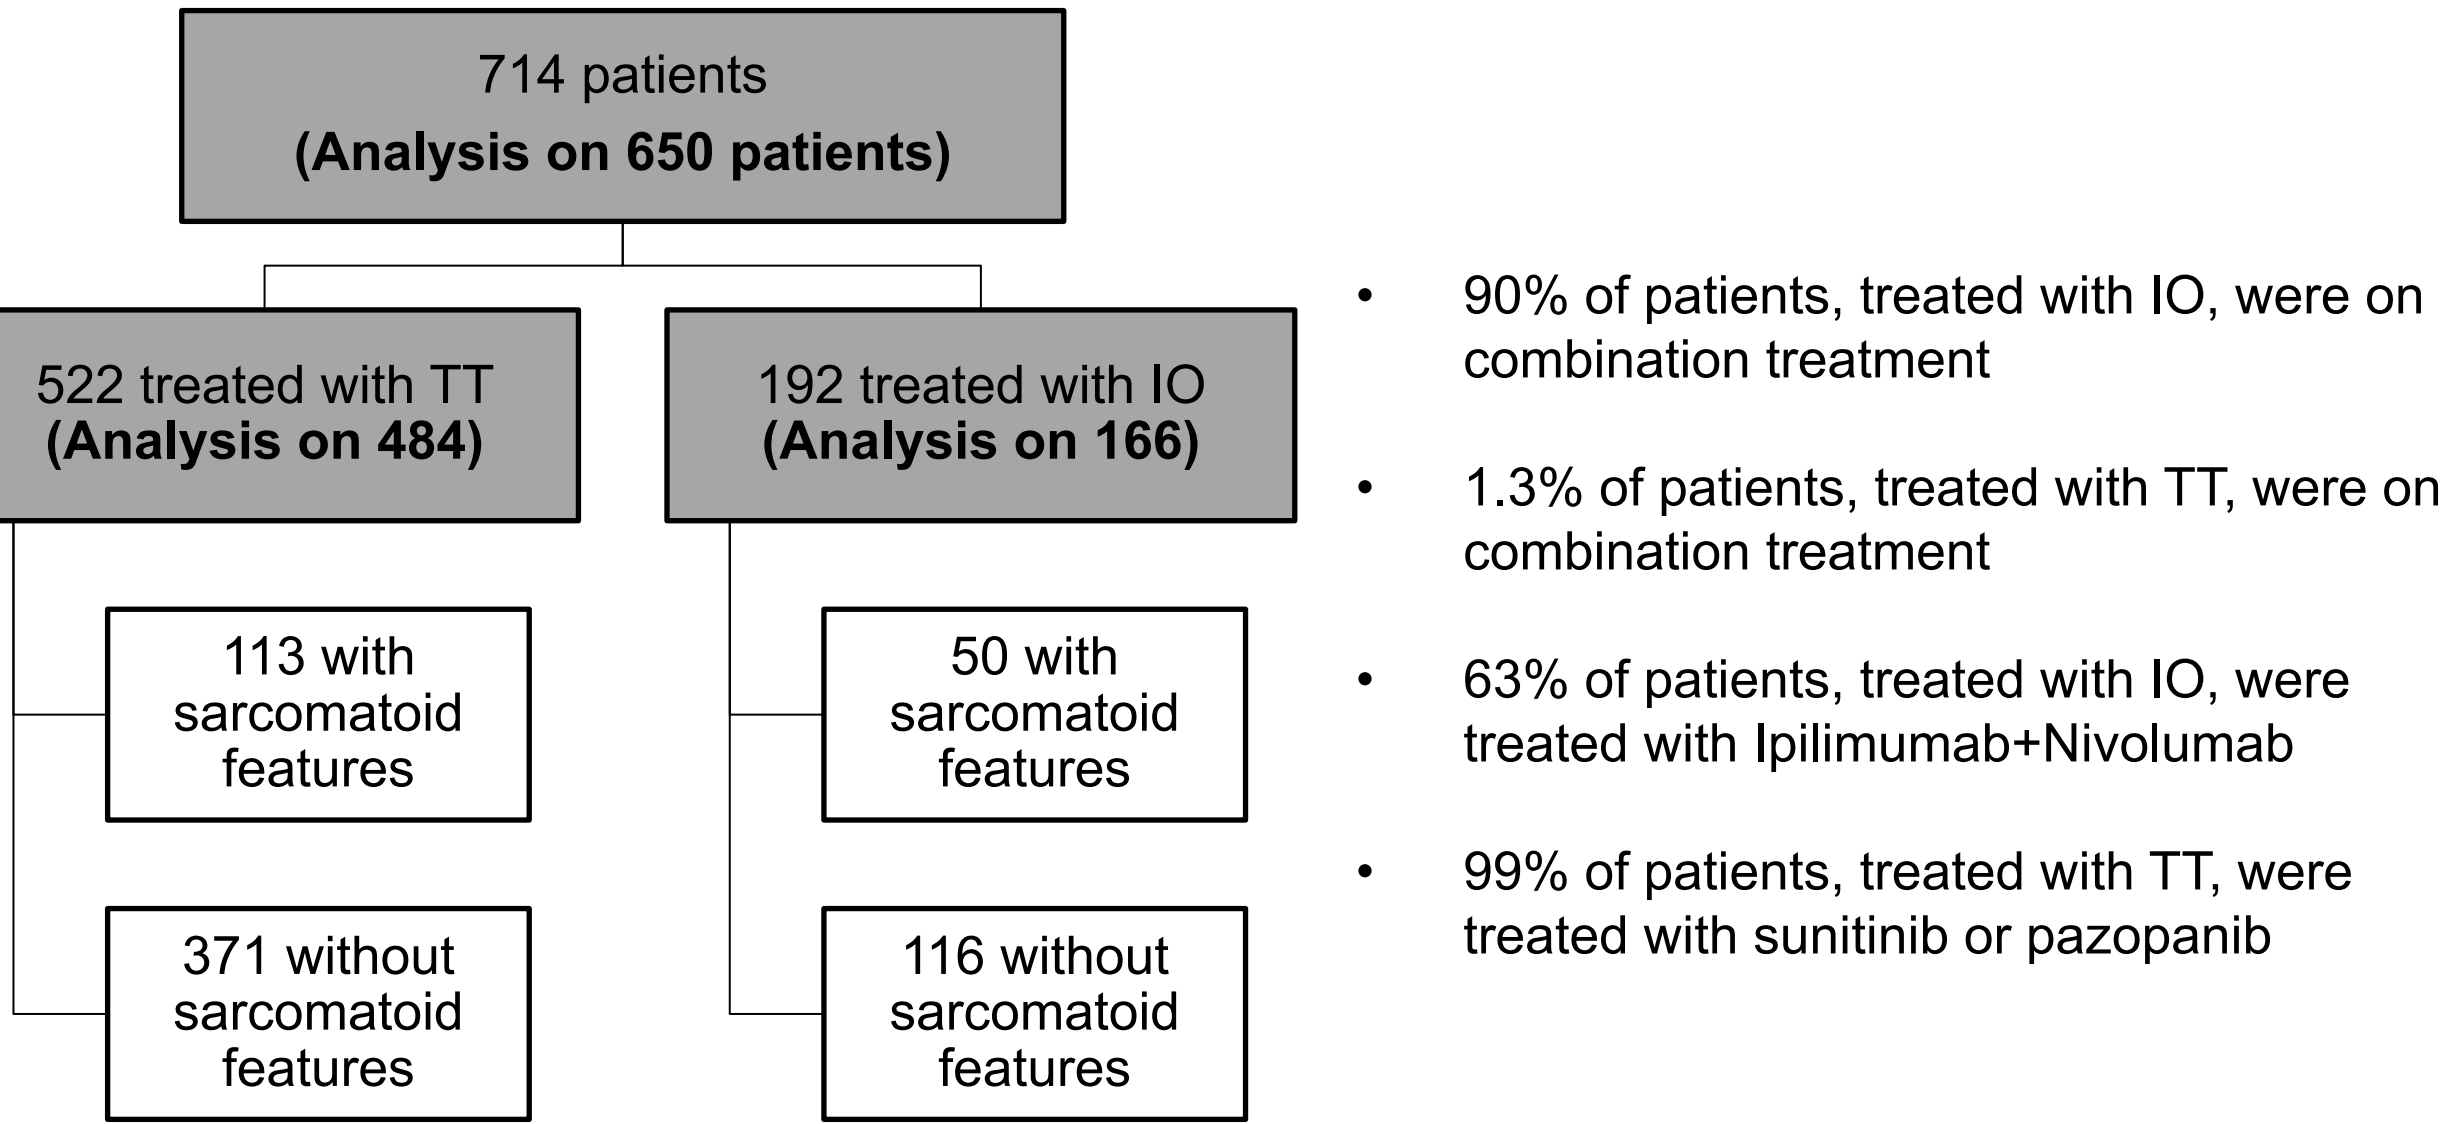 714 patients
(Analysis on 650 patients)
522 treated with TT
(Analysis on 484)
192 treated with IO
(Analysis on 166)
113 with
sarcomatoid
features
50 with
sarcomatoid
features
371 without
sarcomatoid
features
116 without
sarcomatoid
features
• 90% of patients, treated with IO, were on
combination treatment
• 1.3% of patients, treated with TT, were on
combination treatment
• 63% of patients, treated with IO, were
treated with Ipilimumab+Nivolumab
• 99% of patients, treated with TT, were
treated with sunitinib or pazopanib